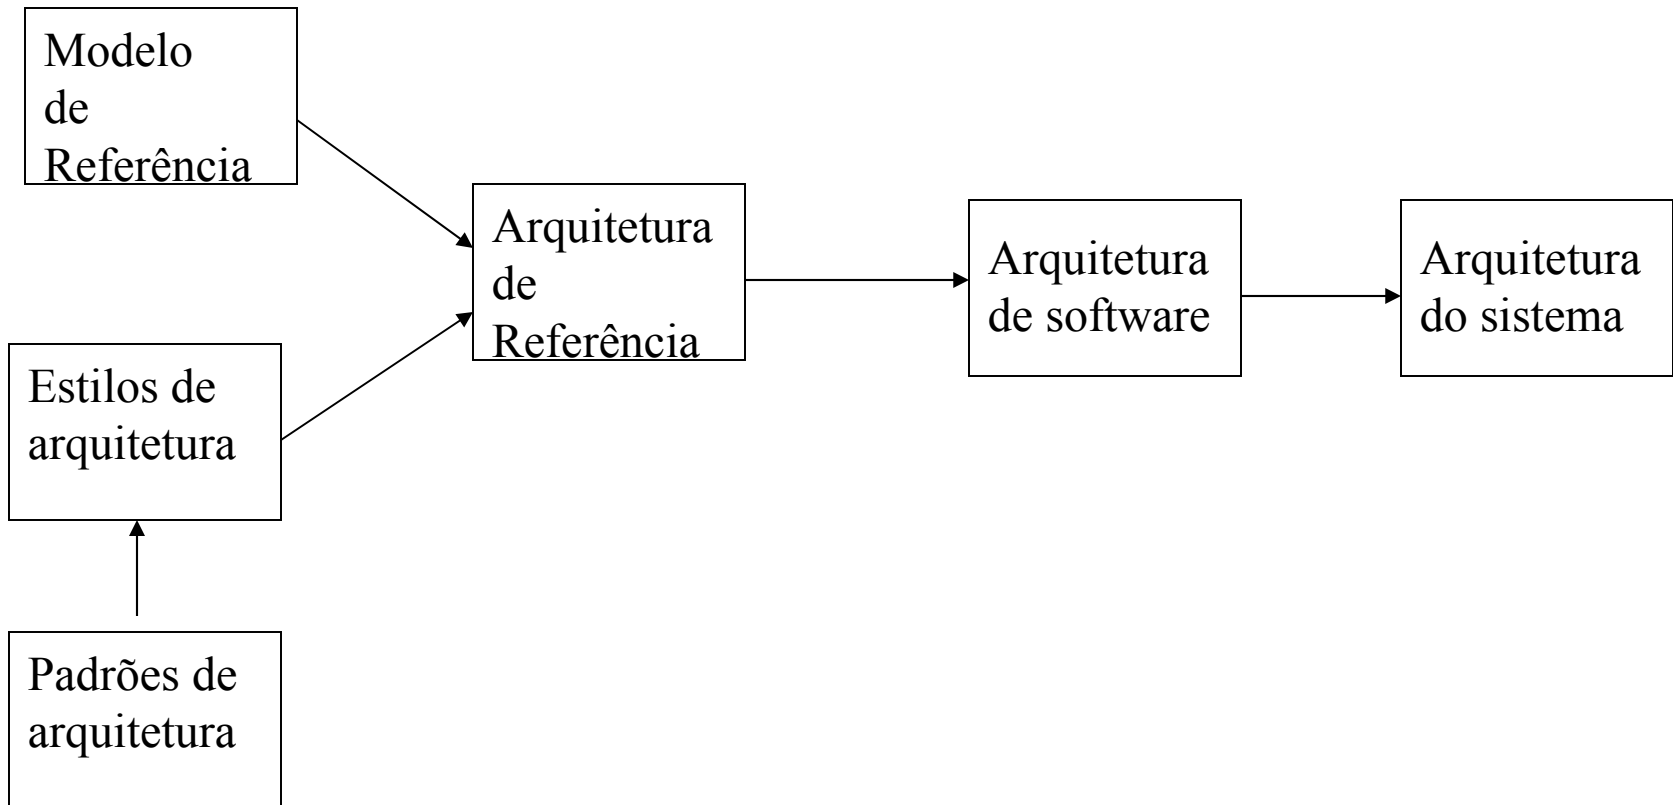 Modelo
de
Referência
Arquitetura
de
Referência
Arquitetura
de software
Arquitetura
do sistema
Estilos de
arquitetura
Padrões de
arquitetura